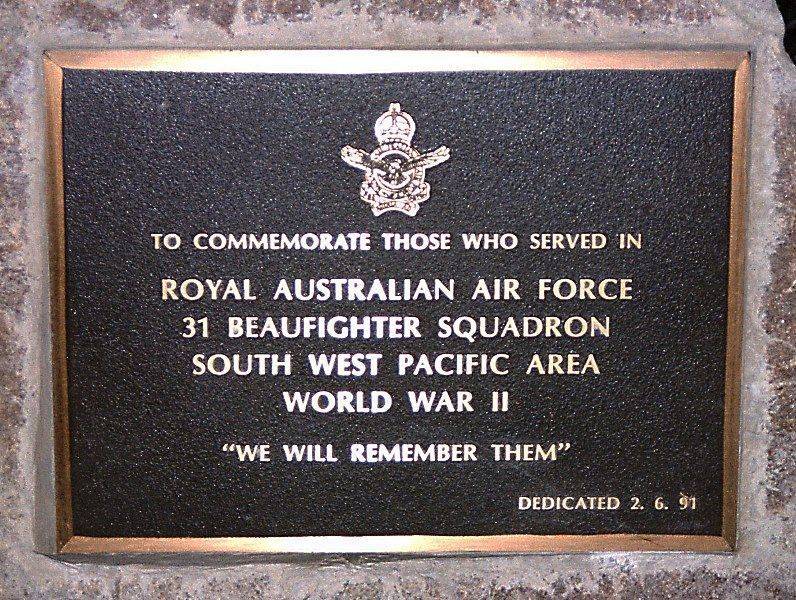 TO COMMEMORATE THOSE WHO SERVED IN
ROYAL AUSTRALIAN AIR FORCE
31 BEAUFIGHTER SQUADRON
SOUTH WEST PACIFIC AREA
WORLD WAR II
“WE WILL REMEMBER THEM”
DEDICATED 2. 6. 91